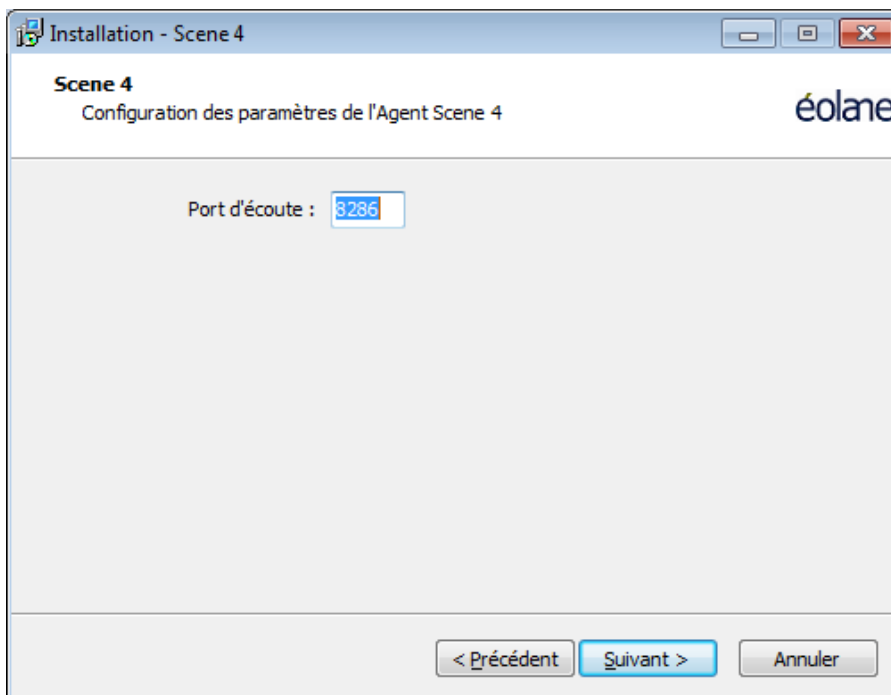 Installation - Scene 4
Scene 4
Configuration des paramètres de l'Agent Scene 4
éolane
Port d'écoute : 8286
< Précédent Suivant > Annuler